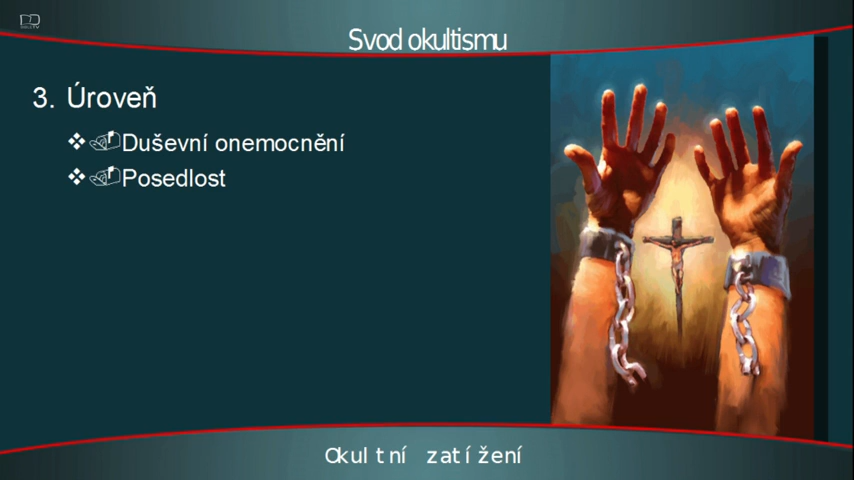 Svod okultismu
3. Úroveň
Duševní onemocnění
Posedlost
Okultní zatížení